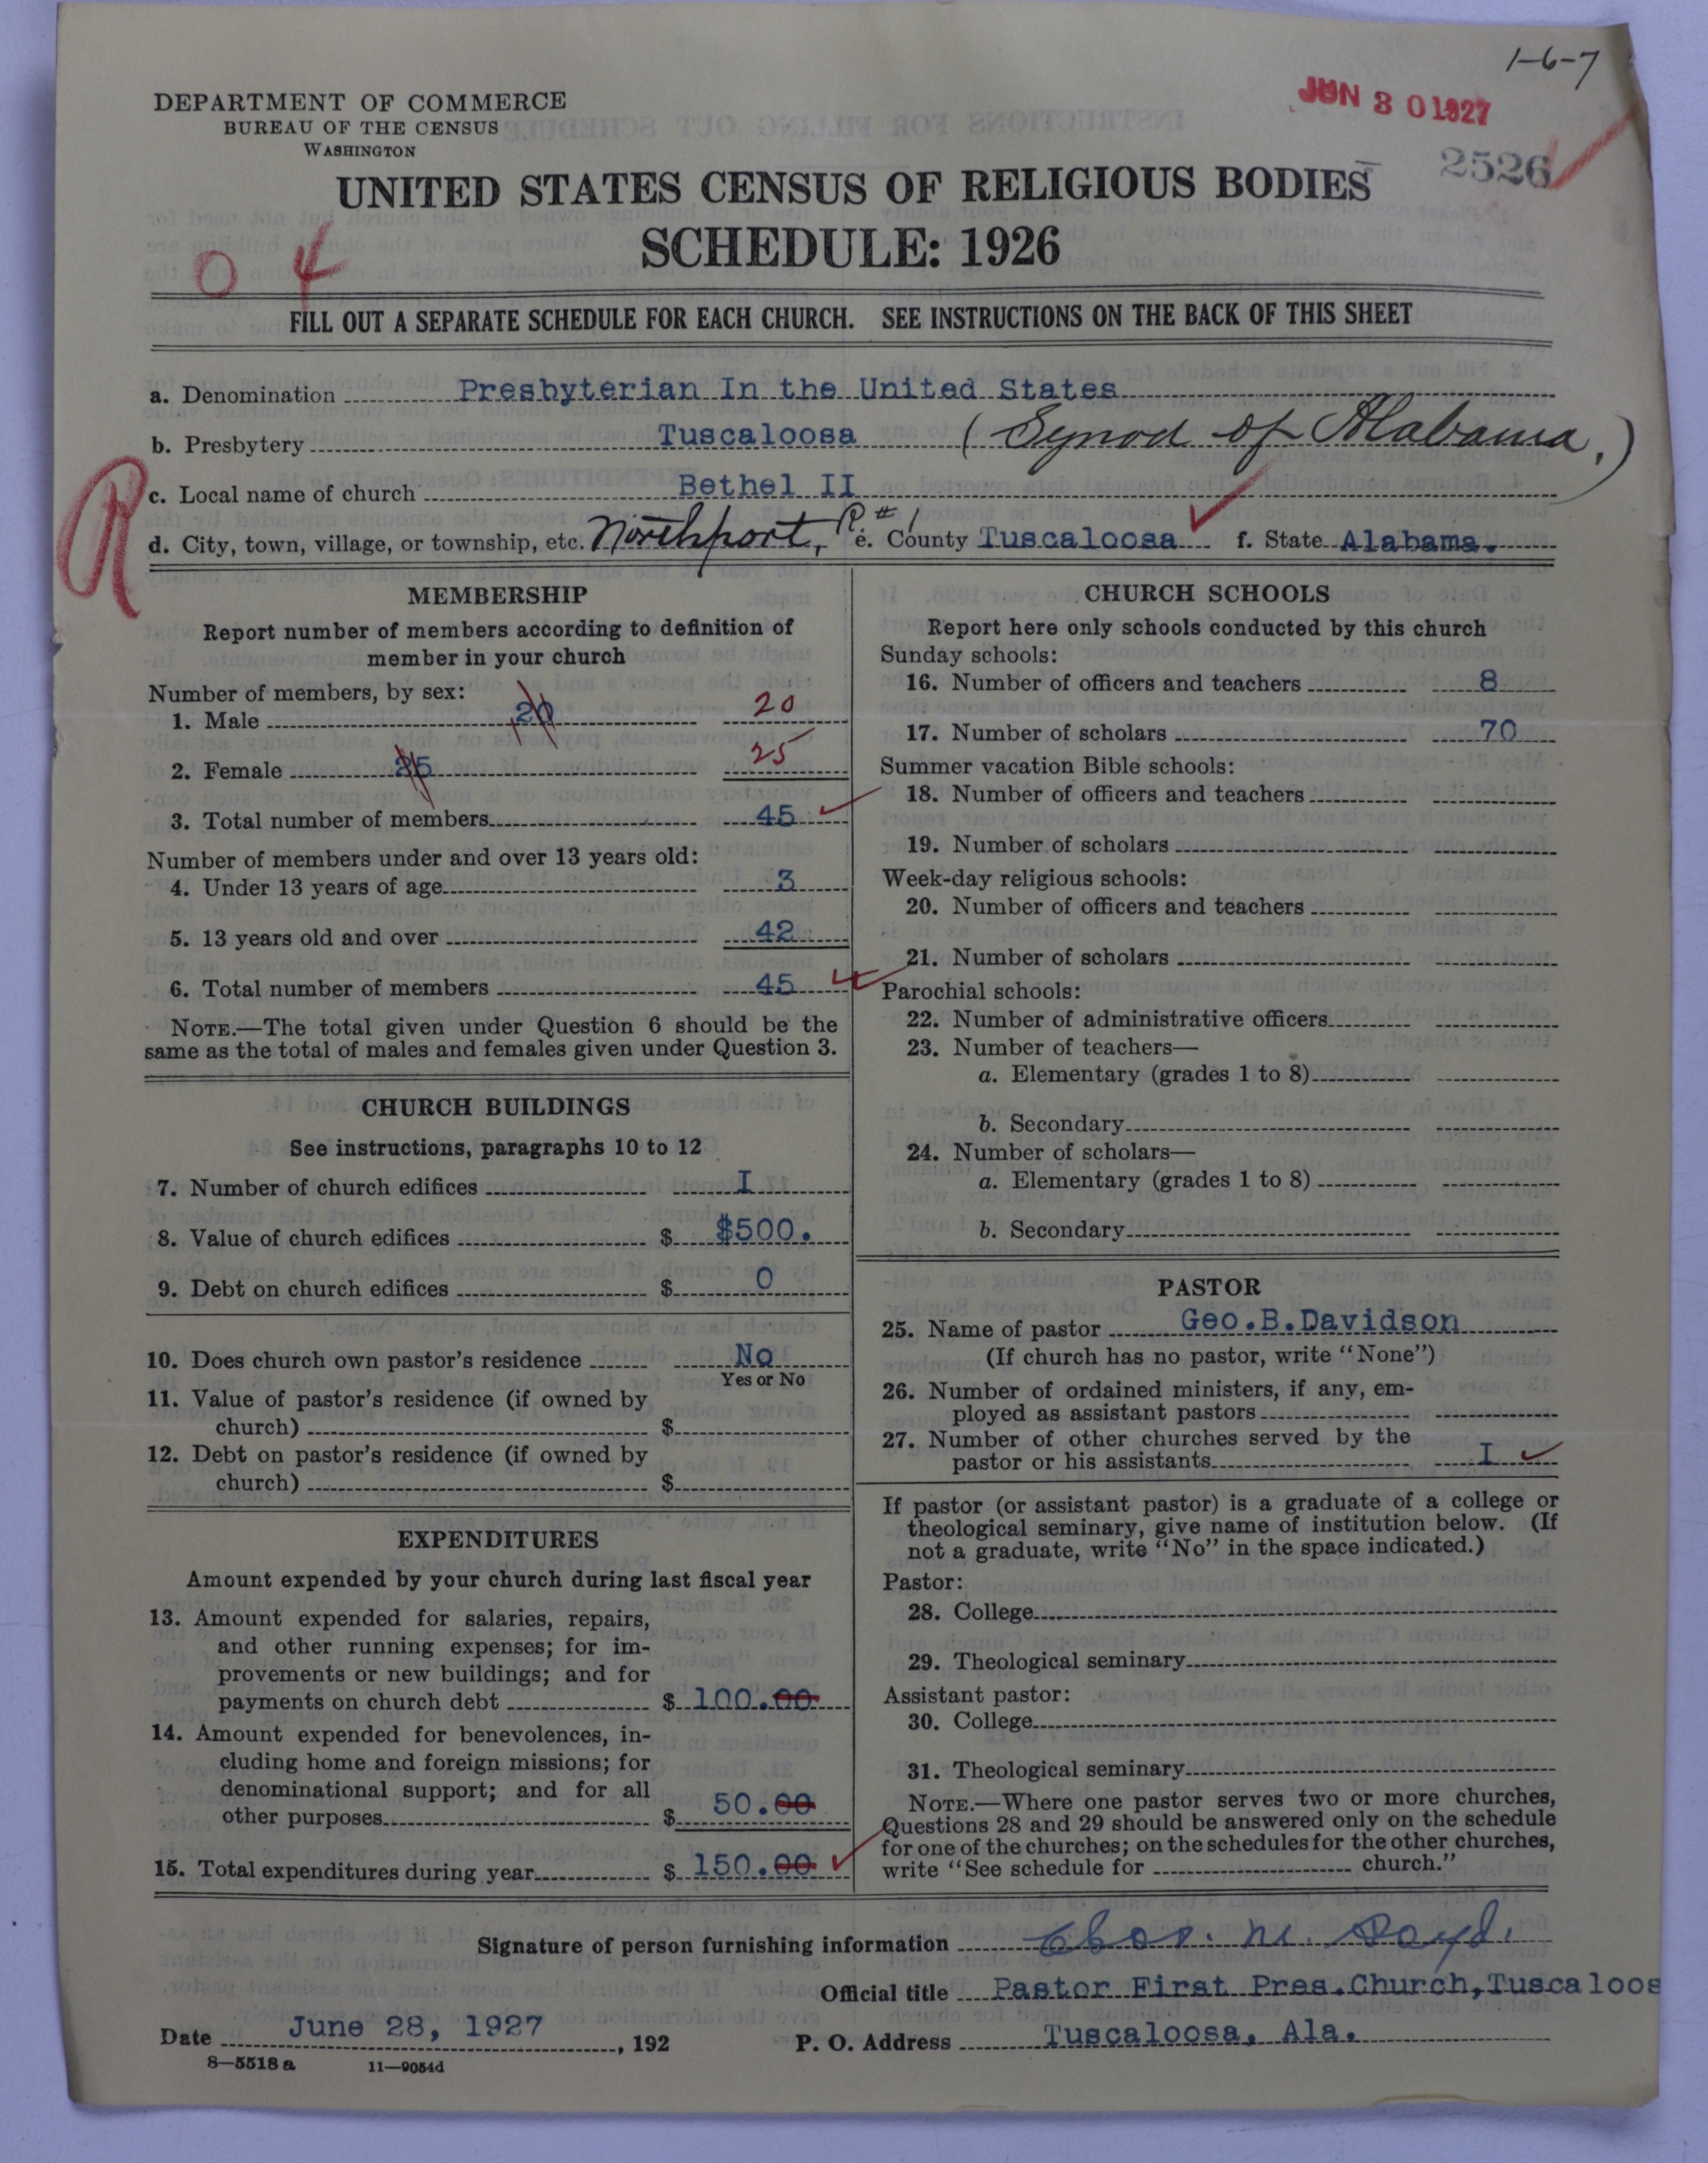 1-6-7
JUN 30 1927
DEPARTMENT OF COMMERCE
BUREAU OF THE CENSUS
WASHINGTON
2526
UNITED STATES CENSUS OF RELIGIOUS BODIES
SCHEDULE: 1926
0 4
FILL OUT A SEPARATE SCHEDULE FOR EACH CHURCH. SEE INSTRUCTIONS ON THE BACK OF THIS SHEET
a. Denomination Presbyterian In the United States
b. Presbytery Tuscaloosa (Synod of Alabama,)
R
c. Local name of church Bethel II
d. City, town, village, or township, etc. Northport, R. #1 e. County Tuscaloosa f. State Alabama.
MEMBERSHIP
Report number of members according to definition of
member in your church
Number of members, by sex:
1. Male 20 20
2. Female 25 25
3. Total number of members 45
Number of members under and over 13 years old:
4. Under 13 years of age 3
5. 13 years old and over 42
6. Total number of members 45
NOTE.—The total given under Question 6 should be the
same as the total of males and females given under Question 3.
CHURCH BUILDINGS
See instructions, paragraphs 10 to 12
7. Number of church edifices I
8. Value of church edifices $ $500.
9. Debt on church edifices $ 0
10. Does church own pastor's residence No
Yes or No
11. Value of pastor's residence (if owned by
church) $
12. Debt on pastor's residence (if owned by
church) $
EXPENDITURES
Amount expended by your church during last fiscal year
13. Amount expended for salaries, repairs,
and other running expenses; for im-
provements or new buildings; and for
payments on church debt $ 100.00
14. Amount expended for benevolences, in-
cluding home and foreign missions; for
denominational support; and for all
other purposes $ 50.00
15. Total expenditures during year $ 150.00
CHURCH SCHOOLS
Report here only schools conducted by this church
Sunday schools:
16. Number of officers and teachers 8
17. Number of scholars 70
Summer vacation Bible schools:
18. Number of officers and teachers
19. Number of scholars
Week-day religious schools:
20. Number of officers and teachers
21. Number of scholars
Parochial schools:
22. Number of administrative officers
23. Number of teachers—
a. Elementary (grades 1 to 8)
b. Secondary
24. Number of scholars—
a. Elementary (grades 1 to 8)
b. Secondary
PASTOR
25. Name of pastor Geo.B.Davidson
(If church has no pastor, write "None")
26. Number of ordained ministers, if any, em-
ployed as assistant pastors
27. Number of other churches served by the
pastor or his assistants I
If pastor (or assistant pastor) is a graduate of a college or
theological seminary, give name of institution below. (If
not a graduate, write "No" in the space indicated.)
Pastor:
28. College
29. Theological seminary
Assistant pastor:
30. College
31. Theological seminary
NOTE.—Where one pastor serves two or more churches,
Questions 28 and 29 should be answered only on the schedule
for one of the churches; on the schedules for the other churches,
write "See schedule for church."
Signature of person furnishing information Chas. M. Boyd.
Official title Pastor First Pres.Church,Tuscaloos
Date June 28, 1927 , 192 P. O. Address Tuscaloosa, Ala.
8—5518 a 11—9054d